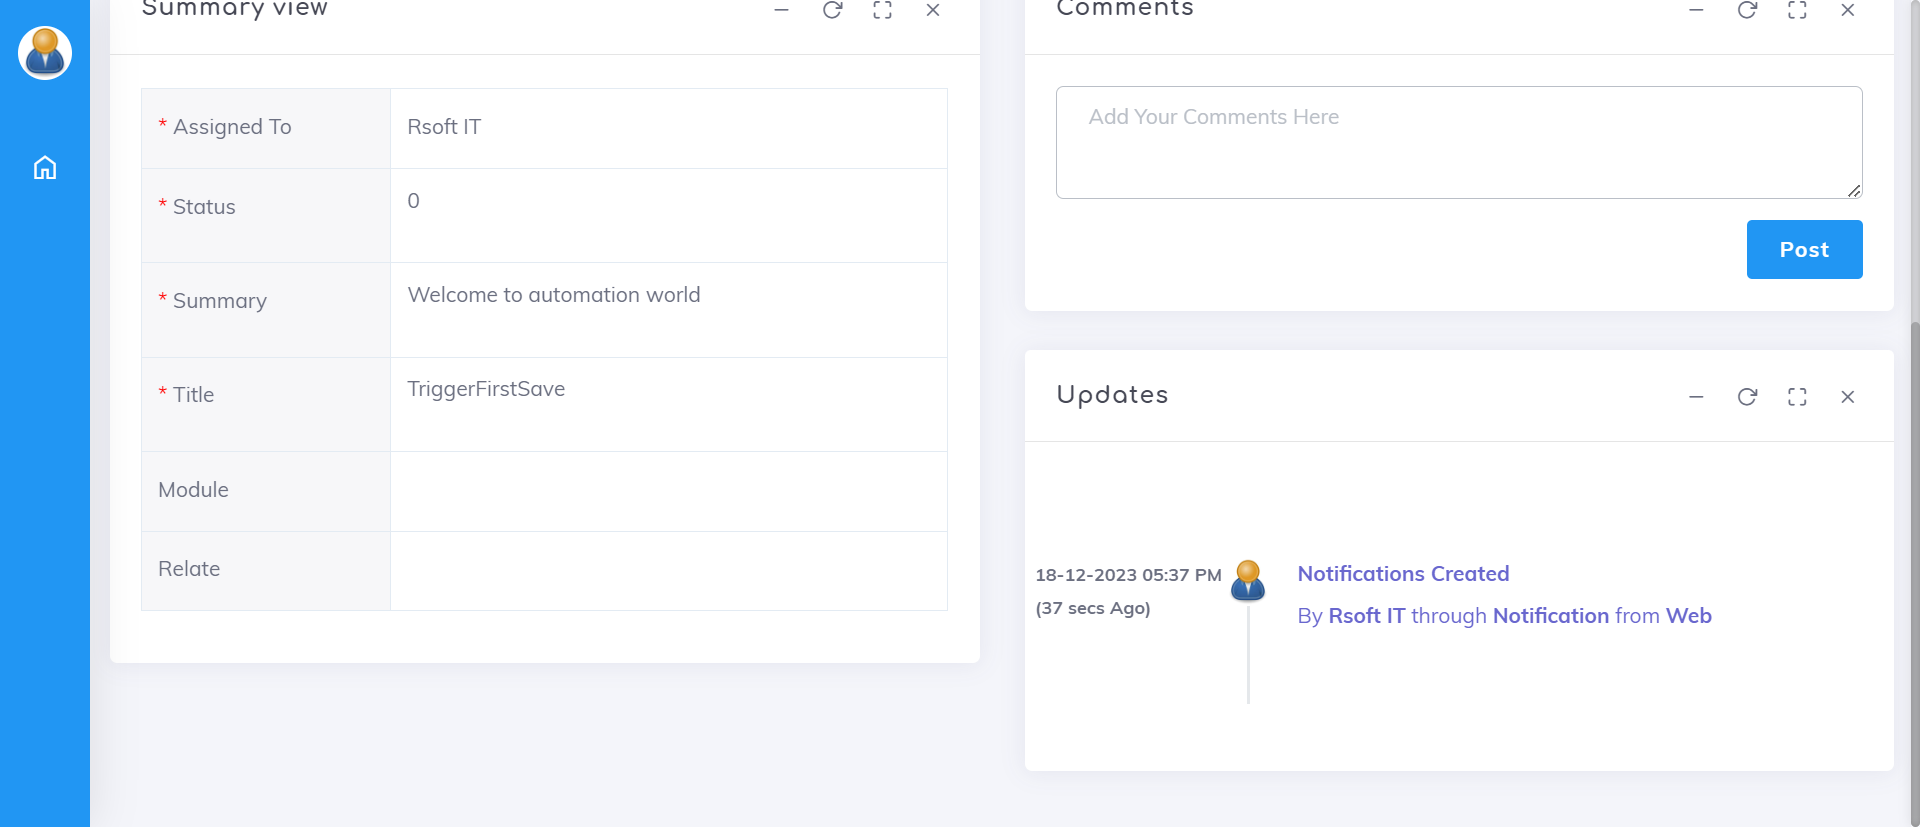 Summary view
* Assigned To
Rsoft IT
* Status
0
* Summary
Welcome to automation world
* Title
TriggerFirstSave
Module
Relate
Comments
Add Your Comments Here
Post
Updates
18-12-2023 05:37 PM
(37 secs Ago)
Notifications Created
By Rsoft IT through Notification from Web